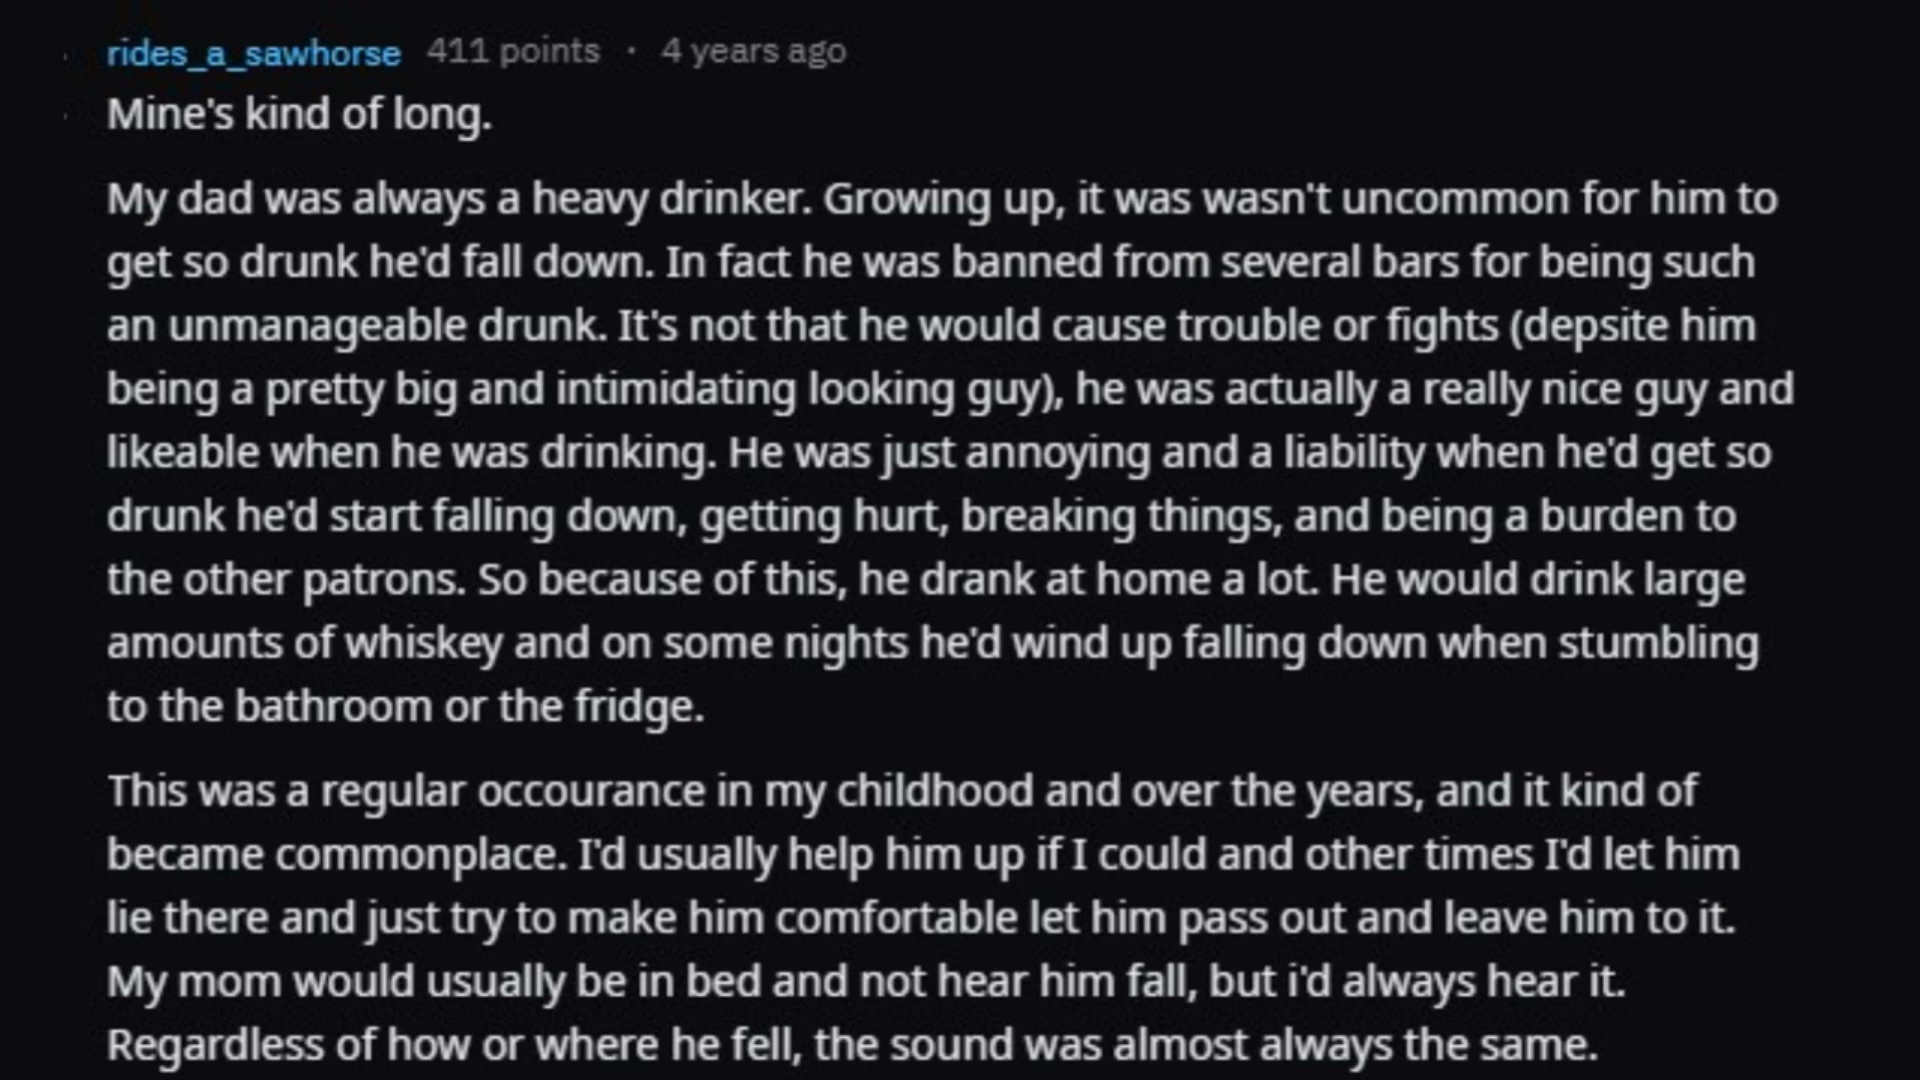 rides_a_sawhorse 411 points · 4 years ago
Mine's kind of long.
My dad was always a heavy drinker. Growing up, it was wasn't uncommon for him to
get so drunk he'd fall down. In fact he was banned from several bars for being such
an unmanageable drunk. It's not that he would cause trouble or fights (depsite him
being a pretty big and intimidating looking guy), he was actually a really nice guy and
likeable when he was drinking. He was just annoying and a liability when he'd get so
drunk he'd start falling down, getting hurt, breaking things, and being a burden to
the other patrons. So because of this, he drank at home a lot. He would drink large
amounts of whiskey and on some nights he'd wind up falling down when stumbling
to the bathroom or the fridge.
This was a regular occourance in my childhood and over the years, and it kind of
became commonplace. I'd usually help him up if I could and other times I'd let him
lie there and just try to make him comfortable let him pass out and leave him to it.
My mom would usually be in bed and not hear him fall, but i'd always hear it.
Regardless of how or where he fell, the sound was almost always the same.